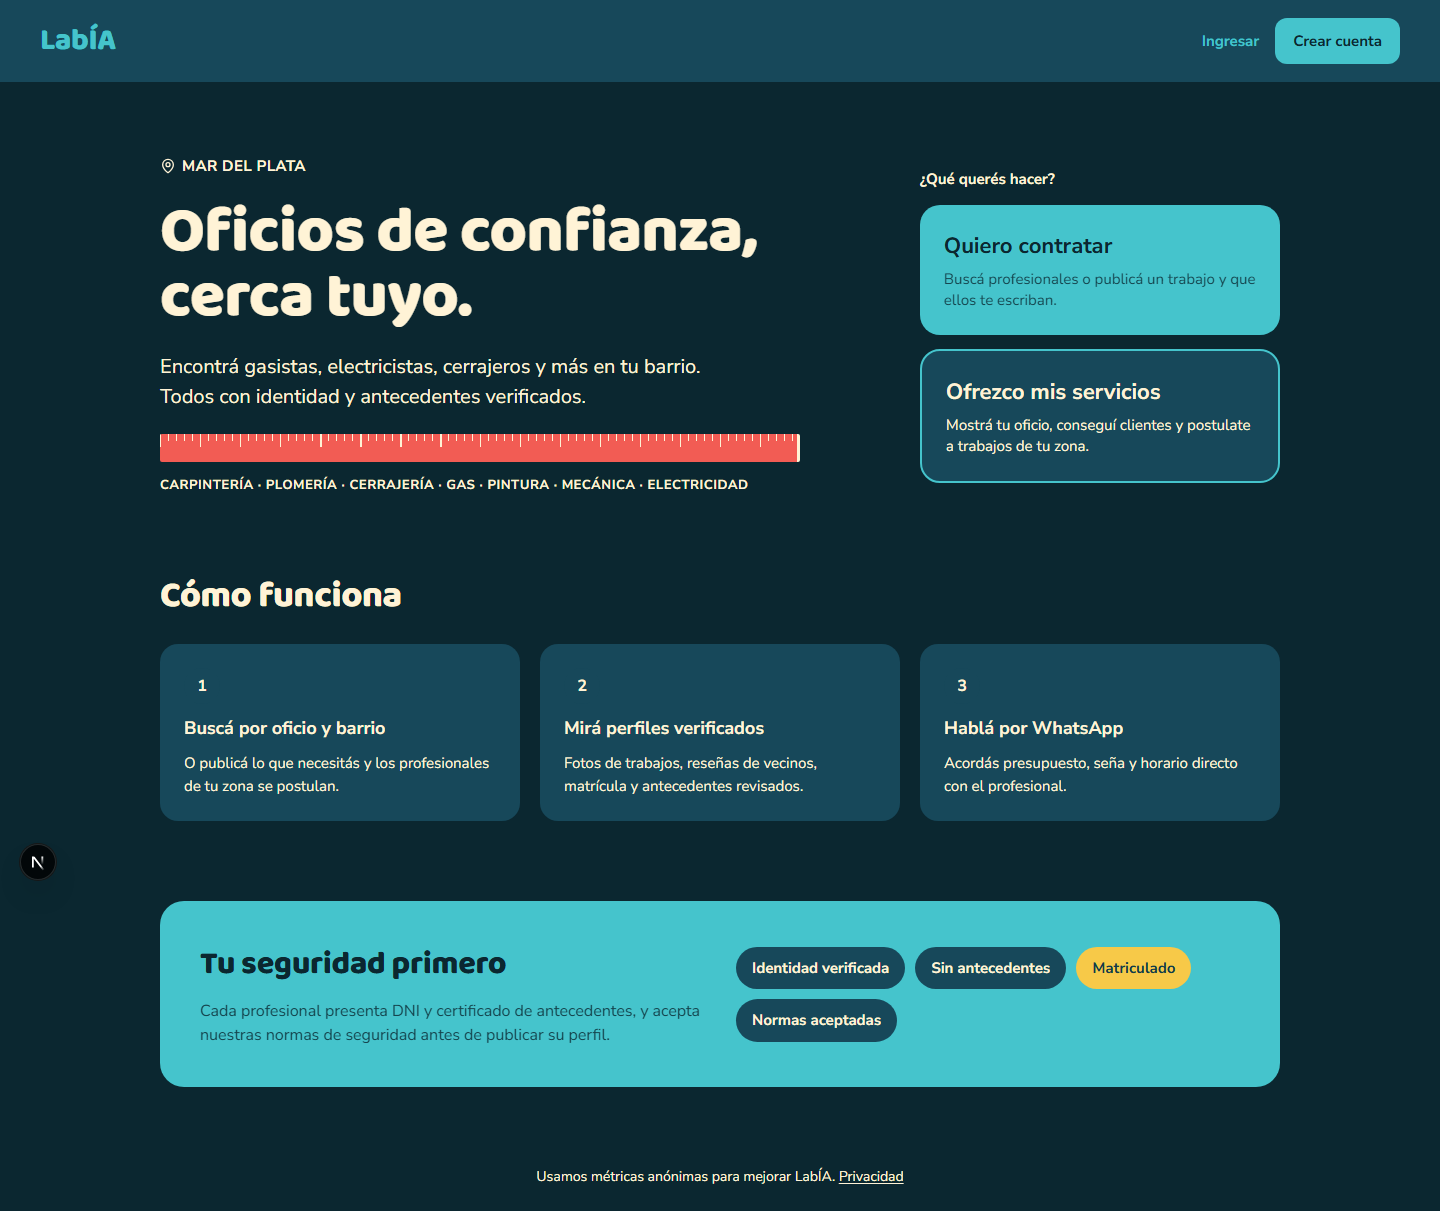 LabÍA
Ingresar
Crear cuenta
MAR DEL PLATA
Oficios de confianza,
cerca tuyo.
Encontrá gasistas, electricistas, cerrajeros y más en tu barrio.
Todos con identidad y antecedentes verificados.
CARPINTERÍA · PLOMERÍA · CERRAJERÍA · GAS · PINTURA · MECÁNICA · ELECTRICIDAD
¿Qué querés hacer?
Quiero contratar
Buscá profesionales o publicá un trabajo y que
ellos te escriban.
Ofrezco mis servicios
Mostrá tu oficio, conseguí clientes y postulate
a trabajos de tu zona.
Cómo funciona
1
Buscá por oficio y barrio
O publicá lo que necesitás y los profesionales
de tu zona se postulan.
2
Mirá perfiles verificados
Fotos de trabajos, reseñas de vecinos,
matrícula y antecedentes revisados.
3
Hablá por WhatsApp
Acordás presupuesto, seña y horario directo
con el profesional.
N
Tu seguridad primero
Cada profesional presenta DNI y certificado de antecedentes, y acepta
nuestras normas de seguridad antes de publicar su perfil.
Identidad verificada
Sin antecedentes
Matriculado
Normas aceptadas
Usamos métricas anónimas para mejorar LabÍA. Privacidad